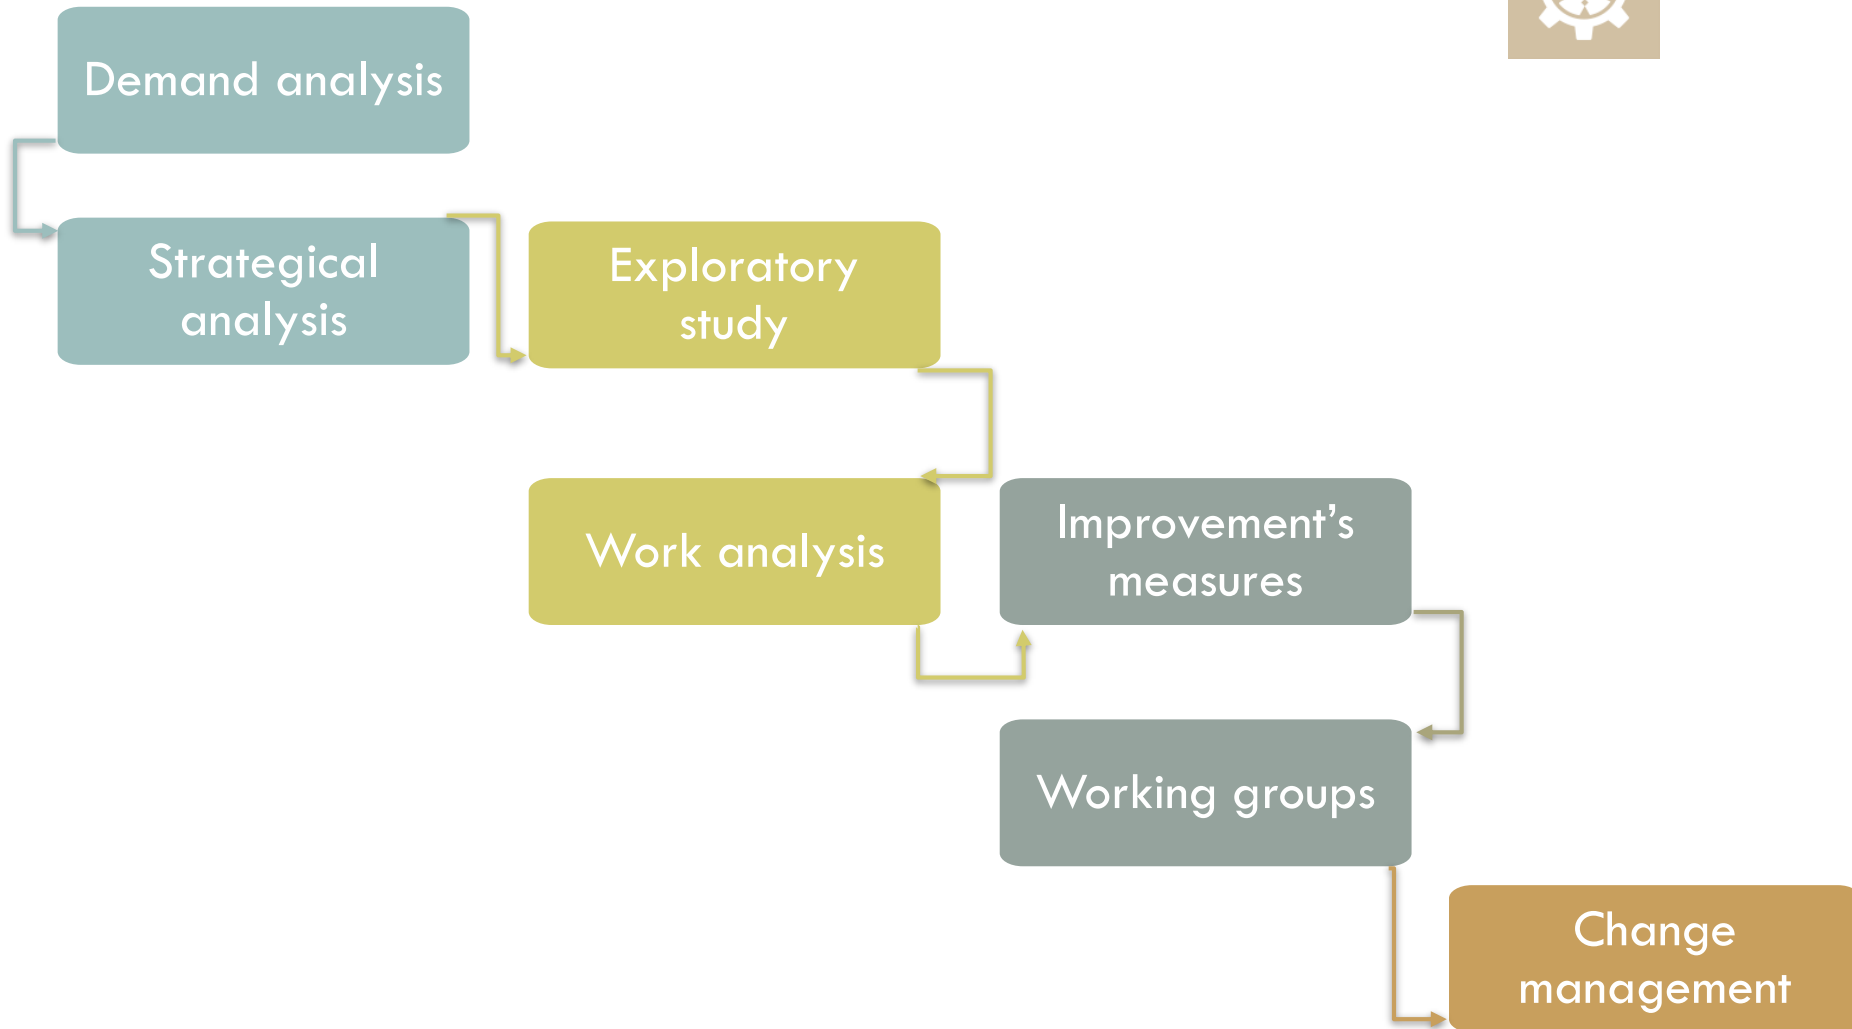 Demand analysis
Strategical
analysis
Exploratory
study
Work analysis
Improvement’s
measures
Working groups
Change
management